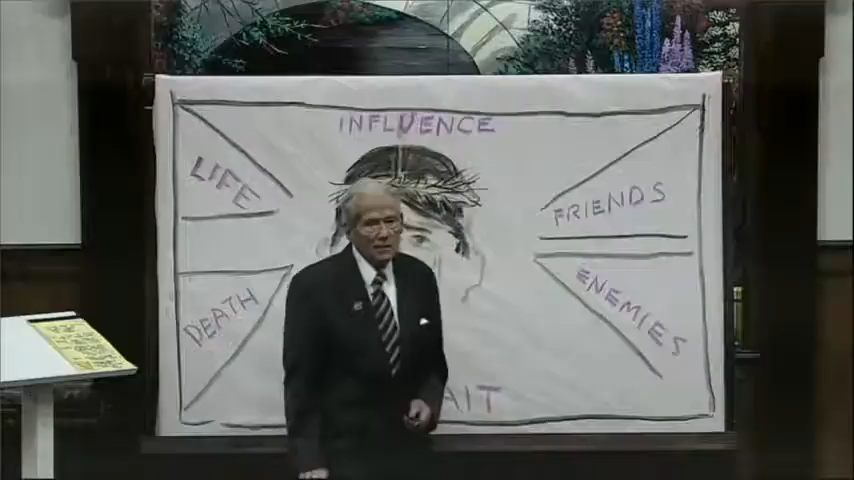 INFLUENCE
LIFE
FRIENDS
DEATH
ENEMIES
AIT